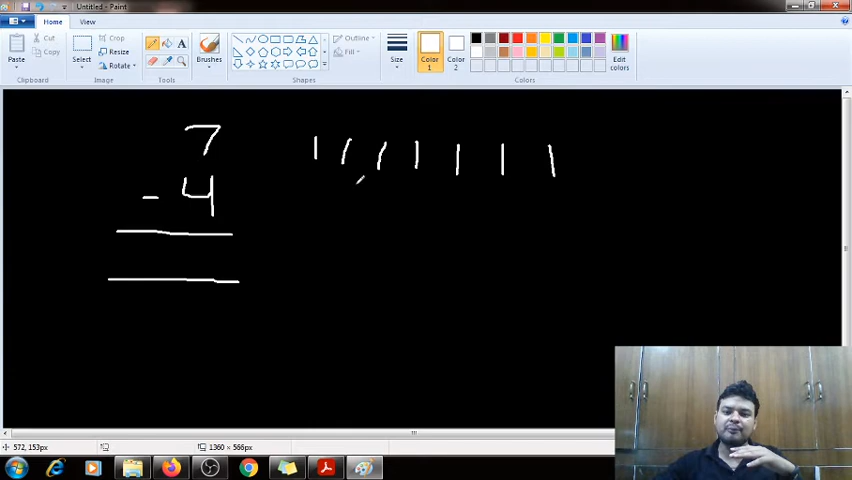 Untitled - Paint
Home
View
Paste
Cut
Copy
Clipboard
Select
Crop
Resize
Rotate
Image
A
Tools
Brushes
Outline
Fill
Shapes
Size
Color 1
Color 2
Edit colors
Colors
7
- 4
572, 153px
1360 × 566px